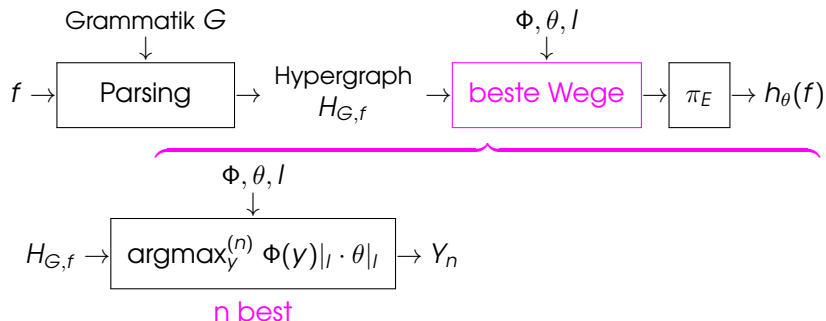 Grammatik G
Φ, θ, l
f → Parsing → Hypergraph H_{G,f} → beste Wege → π_E → h_θ(f)
Φ, θ, l
H_{G,f} → argmax_y^{(n)} Φ(y)|_l · θ|_l → Y_n
n best